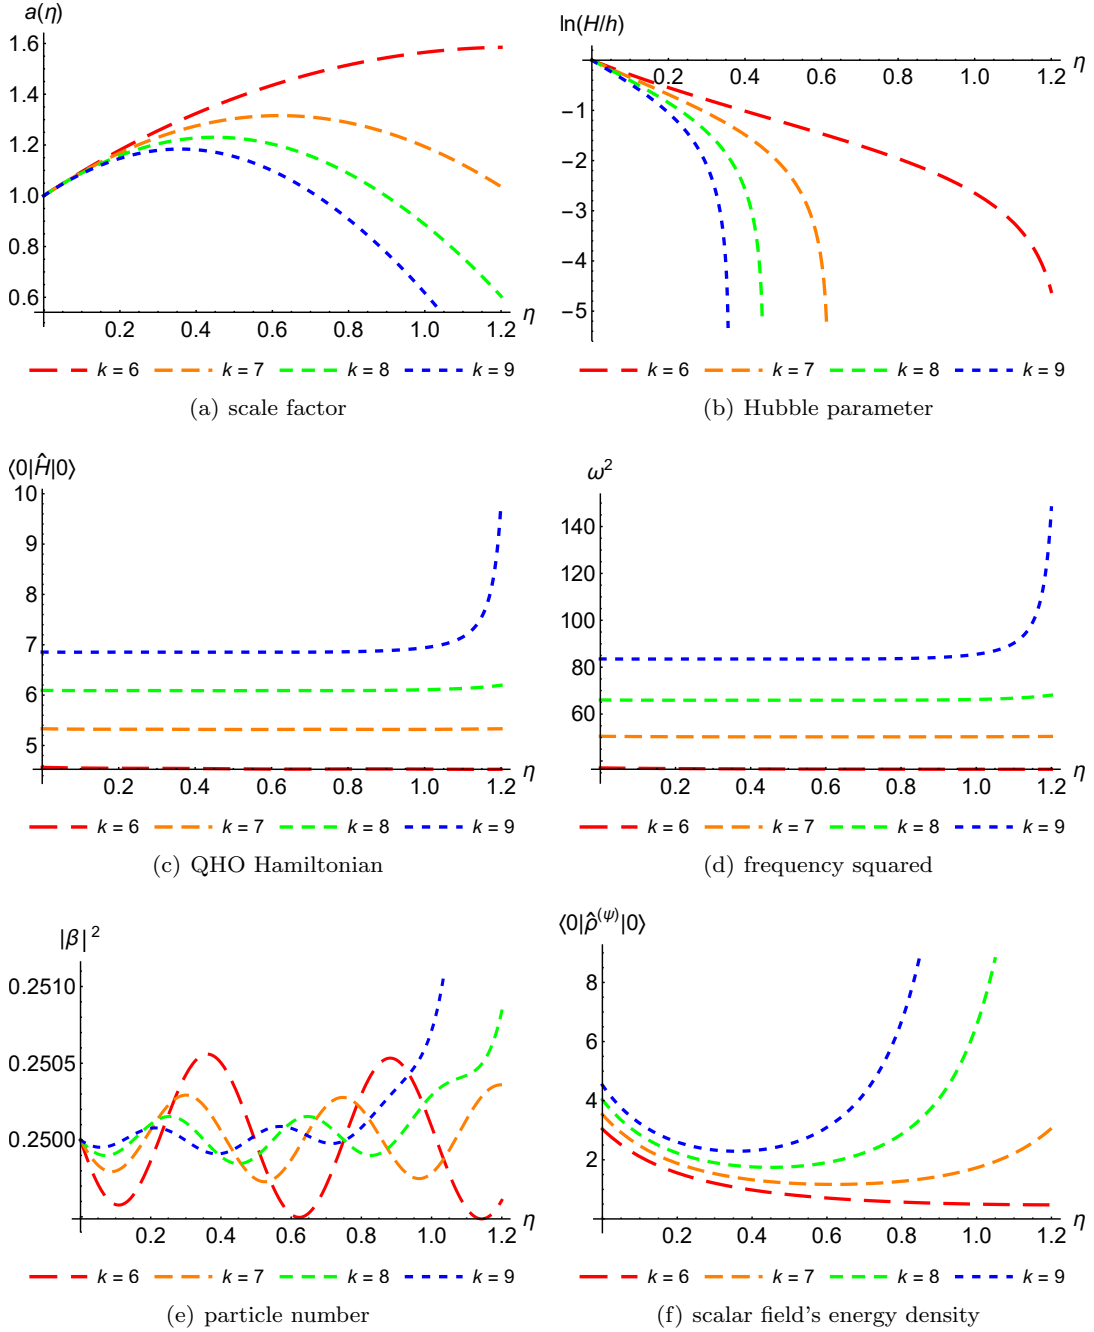 a(η)
1.6
1.4
1.2
1.0
0.8
0.6
0.2 0.4 0.6 0.8 1.0 1.2 η
k = 6 k = 7 k = 8 k = 9
(a) scale factor
ln(H/h)
0.2 0.4 0.6 1.0 1.2 η
−1
−2
−3
−4
−5
k = 6 k = 7 k = 8 k = 9
(b) Hubble parameter
⟨0|Ĥ|0⟩
10
9
8
7
6
5
0.2 0.4 0.6 0.8 1.0 1.2 η
k = 6 k = 7 k = 8 k = 9
(c) QHO Hamiltonian
ω²
140
120
100
80
60
0.2 0.4 0.6 0.8 1.0 1.2 η
k = 6 k = 7 k = 8 k = 9
(d) frequency squared
|β|²
0.2510
0.2505
0.2500
0.2 0.4 0.6 0.8 1.0 1.2 η
k = 6 k = 7 k = 8 k = 9
(e) particle number
⟨0|ρ̂^(ψ)|0⟩
8
6
4
2
0.2 0.4 0.6 0.8 1.0 1.2 η
k = 6 k = 7 k = 8 k = 9
(f) scalar field's energy density